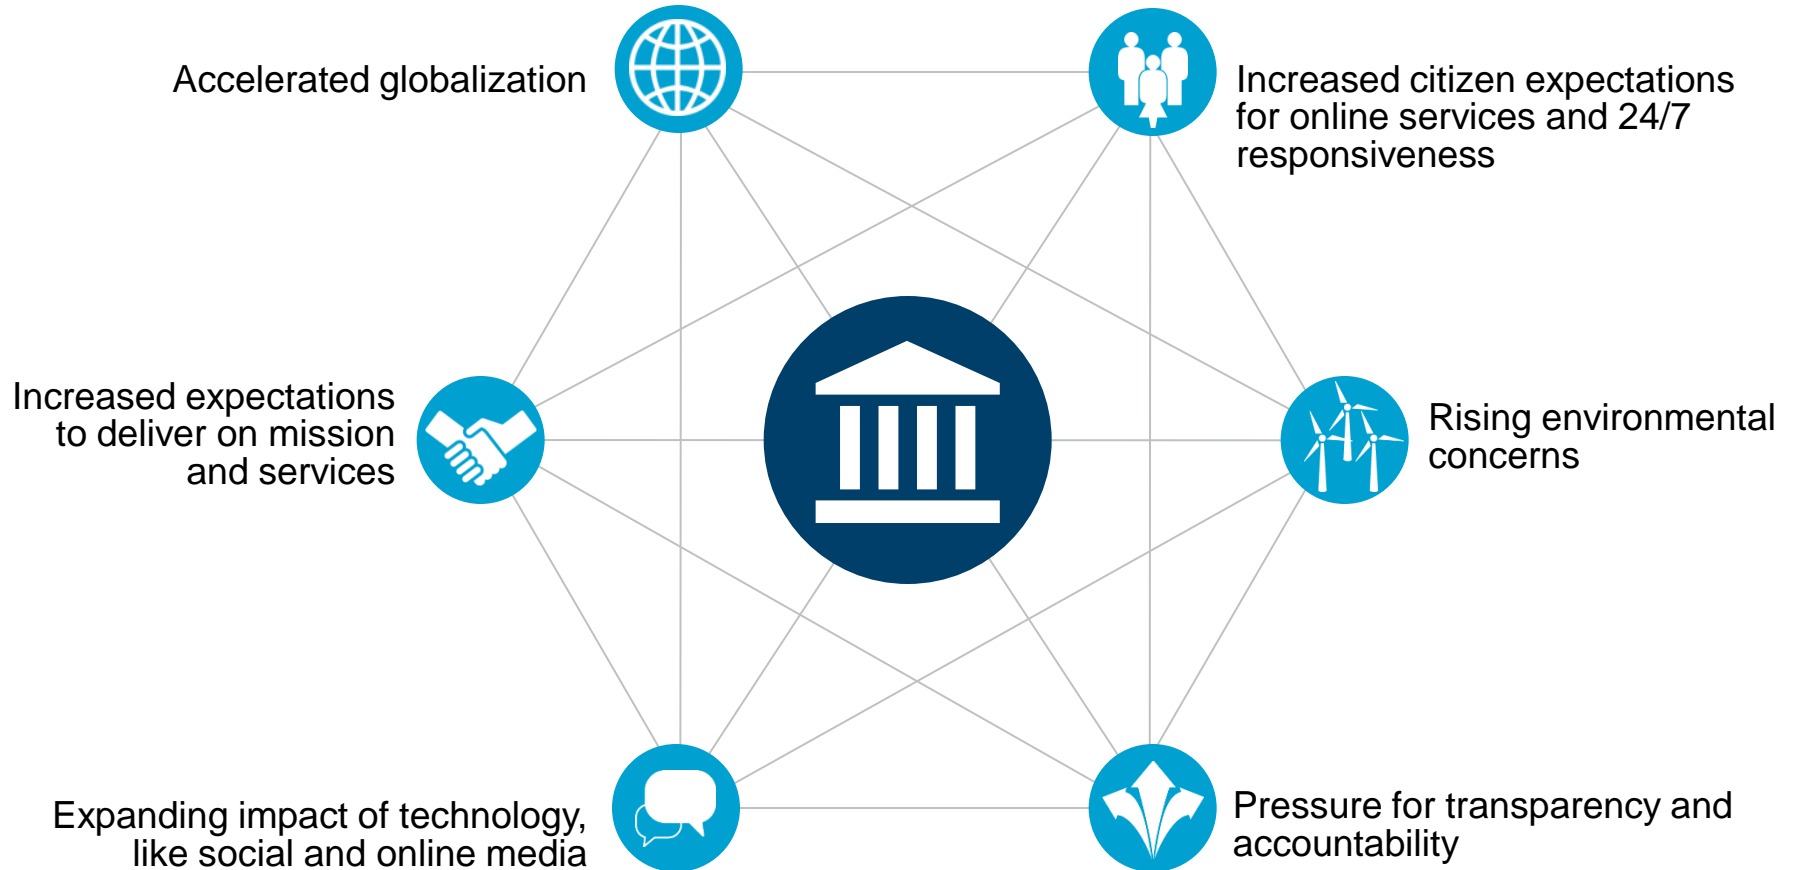 Accelerated globalization
Increased citizen expectations
for online services and 24/7
responsiveness
Increased expectations
to deliver on mission
and services
Rising environmental
concerns
Expanding impact of technology,
like social and online media
Pressure for transparency and
accountability